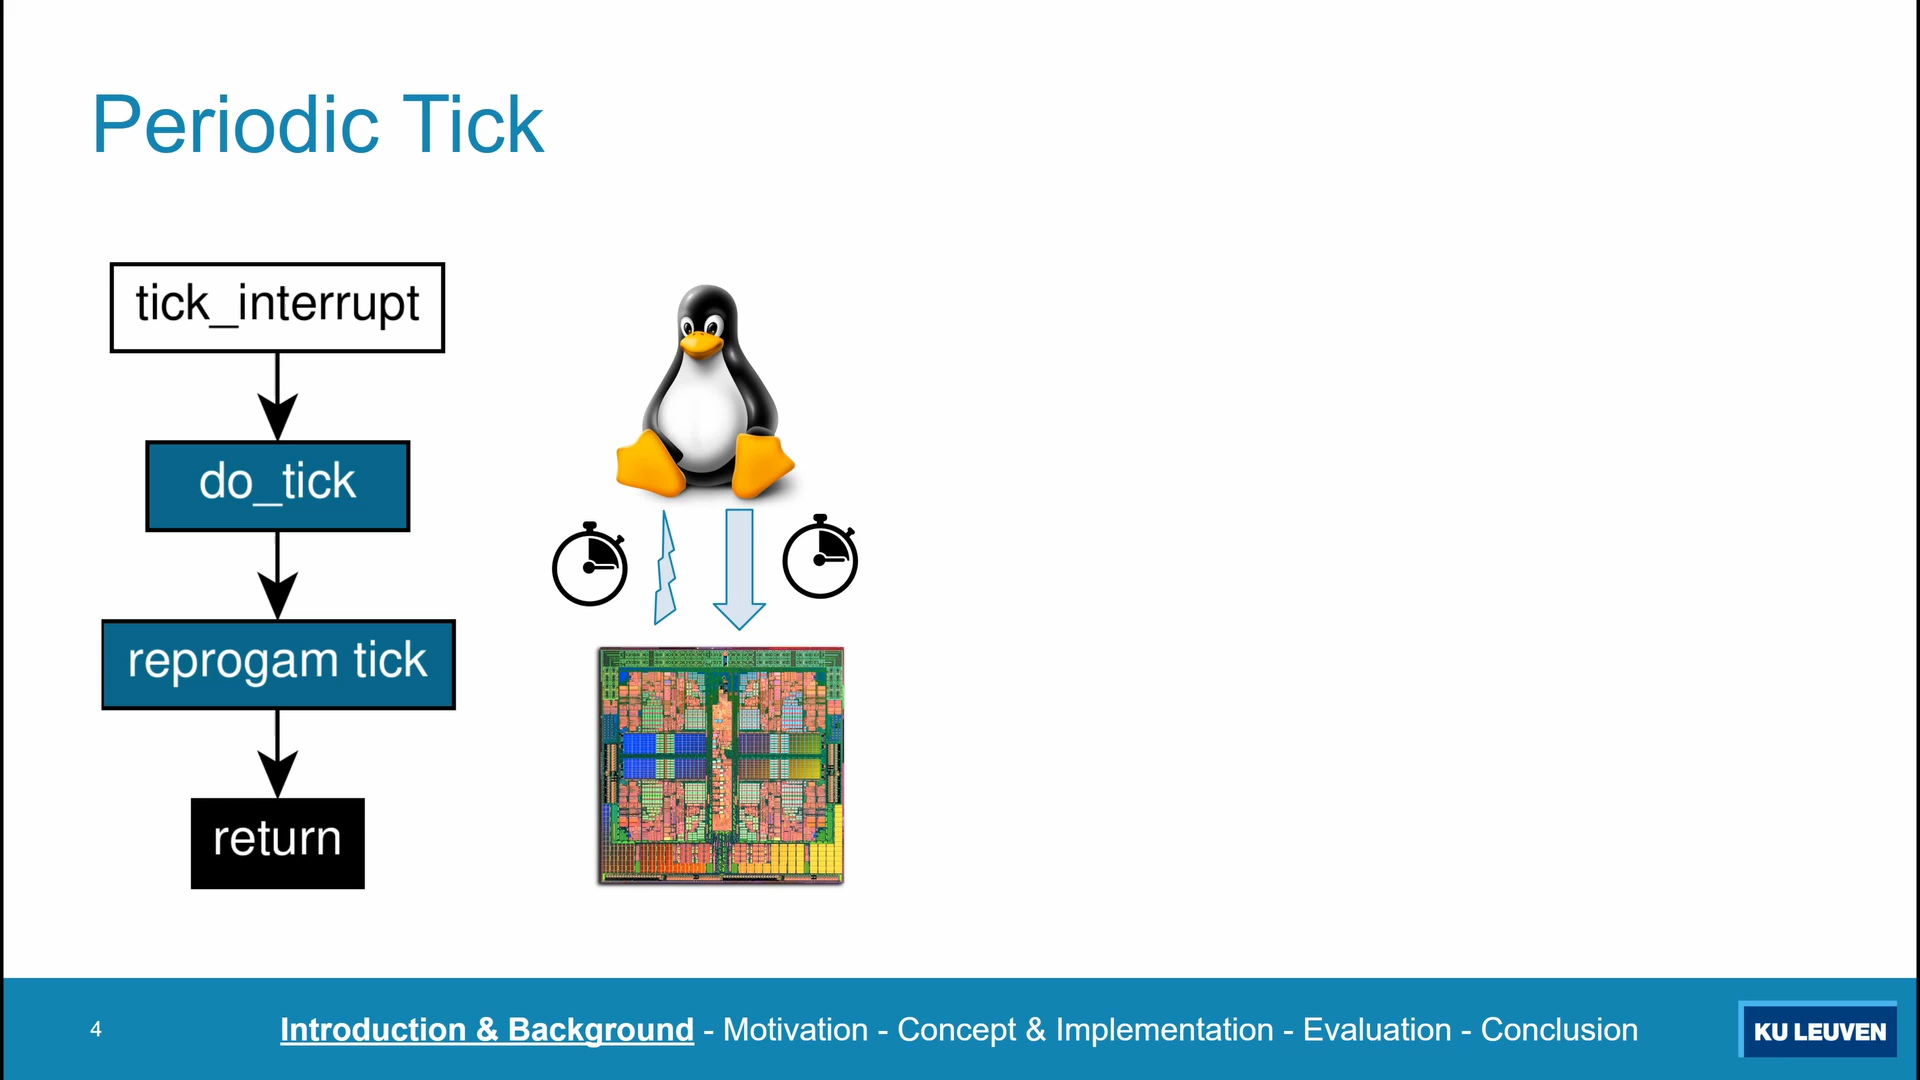 Periodic Tick
tick_interrupt
do_tick
reprogam tick
return
4
Introduction & Background - Motivation - Concept & Implementation - Evaluation - Conclusion
KU LEUVEN